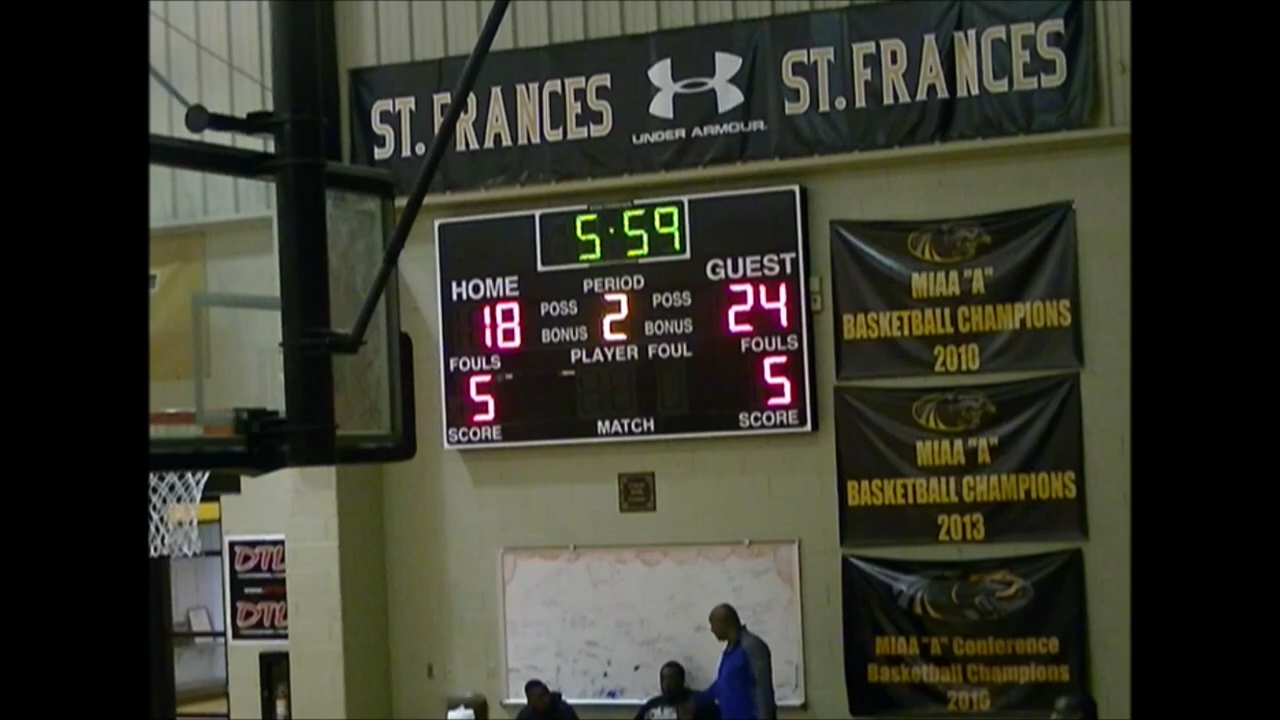 ST. FRANCES UNDER ARMOUR. ST. FRANCES
5:59
HOME PERIOD GUEST
18 POSS 2 POSS 24
BONUS BONUS
FOULS PLAYER FOUL FOULS
5 5
SCORE MATCH SCORE
MIAA "A"
BASKETBALL CHAMPIONS
2010
MIAA "A"
BASKETBALL CHAMPIONS
2013
MIAA "A" Conference
Basketball Champions
2016
DTL
DTL